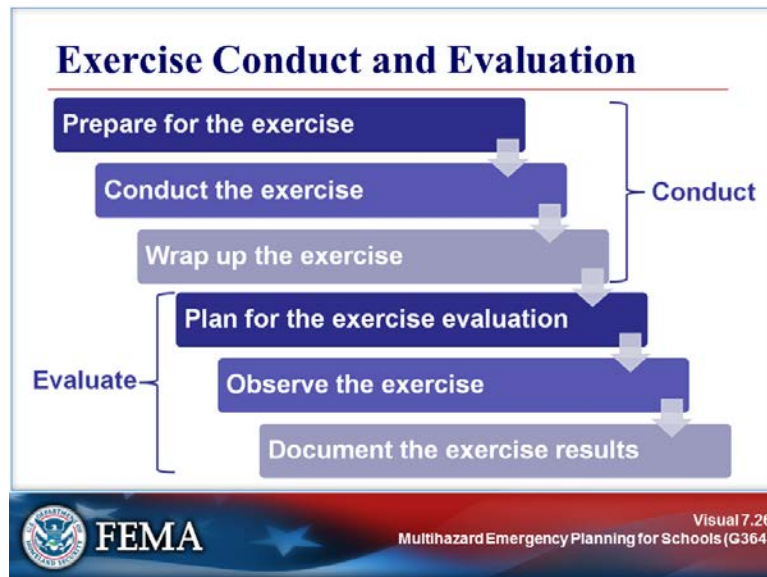 Exercise Conduct and Evaluation
Prepare for the exercise
Conduct the exercise
Conduct
Wrap up the exercise
Plan for the exercise evaluation
Evaluate
Observe the exercise
Document the exercise results
FEMA
Visual 7.26
Multihazard Emergency Planning for Schools (G364